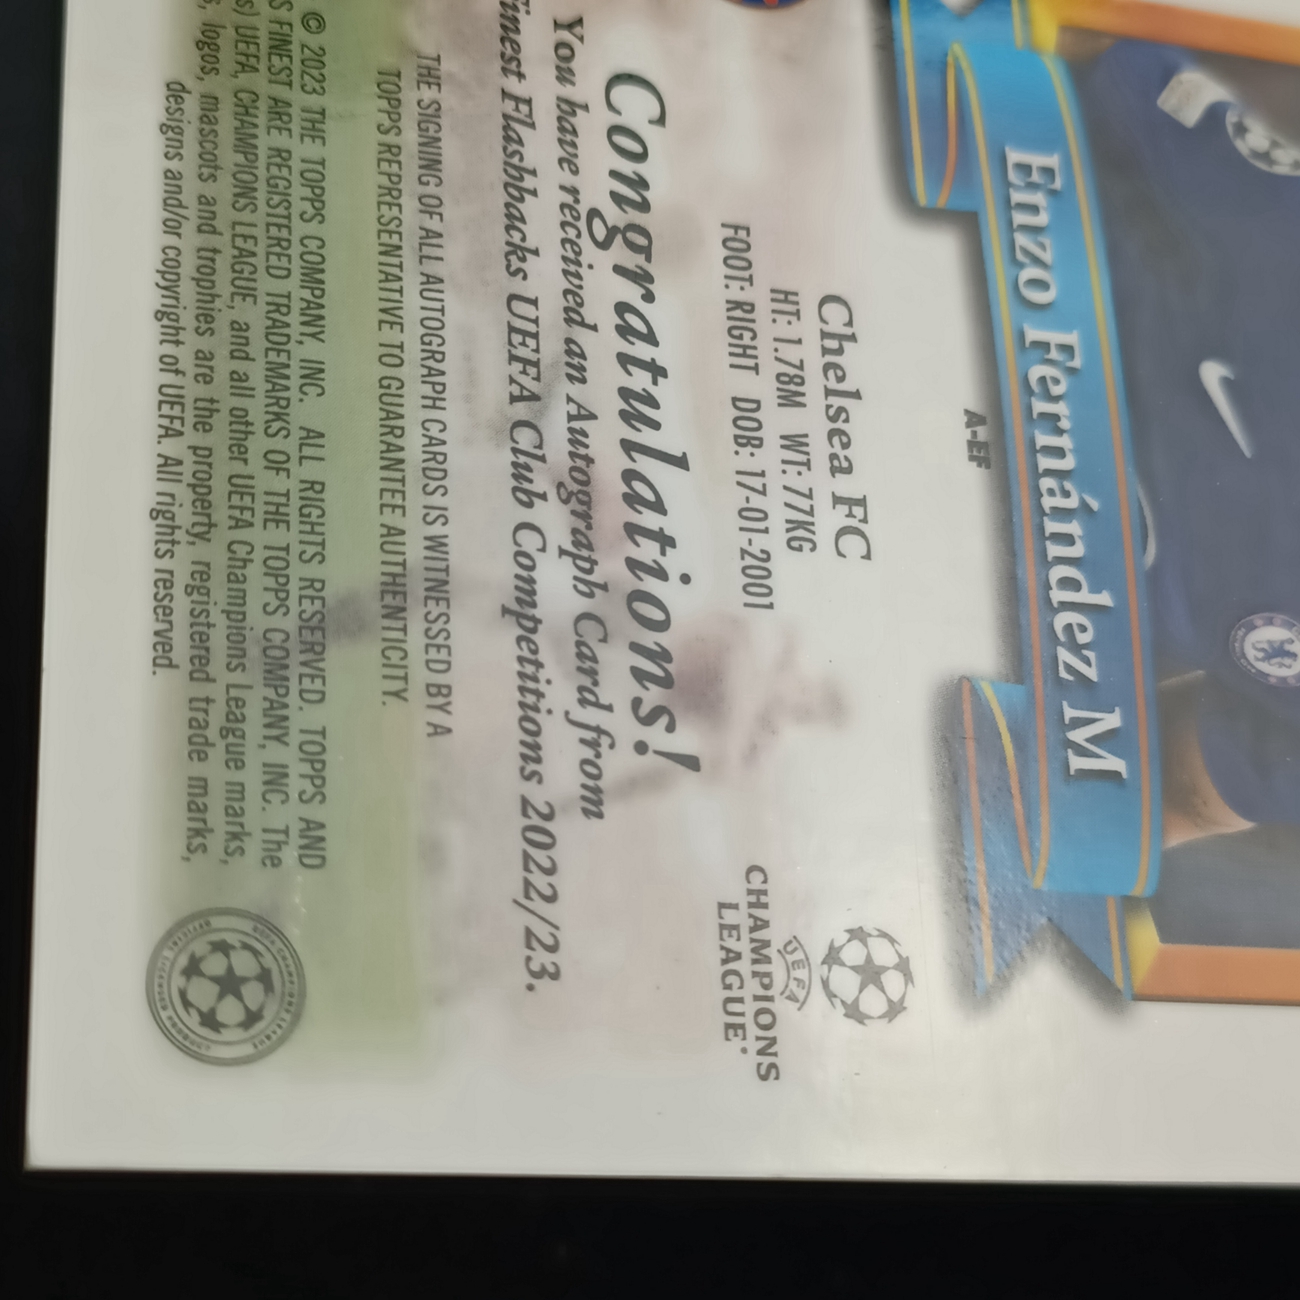 Enzo Fernández M
A-EF
Chelsea FC
HT: 1.78M WT: 77KG
FOOT: RIGHT DOB: 17-01-2001
UEFA
CHAMPIONS
LEAGUE
Congratulations!
You have received an Autograph Card from
Finest Flashbacks UEFA Club Competitions 2022/23.
THE SIGNING OF ALL AUTOGRAPH CARDS IS WITNESSED BY A
TOPPS REPRESENTATIVE TO GUARANTEE AUTHENTICITY.
© 2023 THE TOPPS COMPANY, INC. ALL RIGHTS RESERVED. TOPPS AND
FINEST ARE REGISTERED TRADEMARKS OF THE TOPPS COMPANY, INC. The
UEFA, CHAMPIONS LEAGUE, and all other UEFA Champions League marks,
logos, mascots and trophies are the property, registered trade marks,
designs and/or copyright of UEFA. All rights reserved.